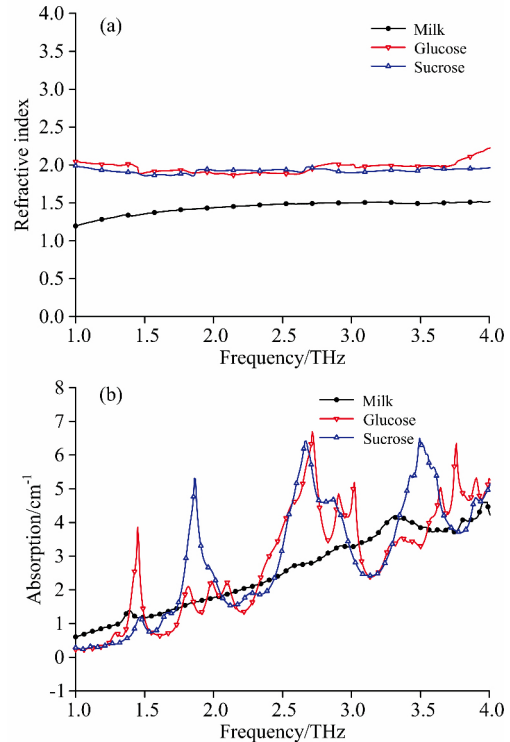 (a)
Milk
Glucose
Sucrose
Refractive index
4.0
3.5
3.0
2.5
2.0
1.5
1.0
0.5
0.0
1.0 1.5 2.0 2.5 3.0 3.5 4.0
Frequency/THz
(b)
Milk
Glucose
Sucrose
Absorption/cm⁻¹
8
7
6
5
4
3
2
1
0
-1
1.0 1.5 2.0 2.5 3.0 3.5 4.0
Frequency/THz